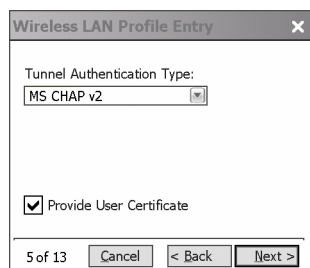 Wireless LAN Profile Entry
Tunnel Authentication Type:
MS CHAP v2
Provide User Certificate
5 of 13 Cancel < Back Next >